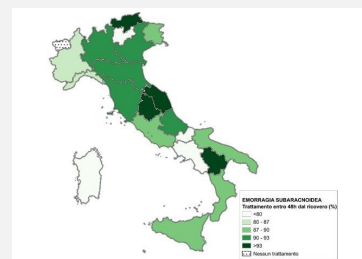 EMORRAGIA SUBARACNOIDEA
Trattamento entro 48h dal ricovero (%)
<80
80 - 87
87 - 90
90 - 93
>93
Nessun trattamento